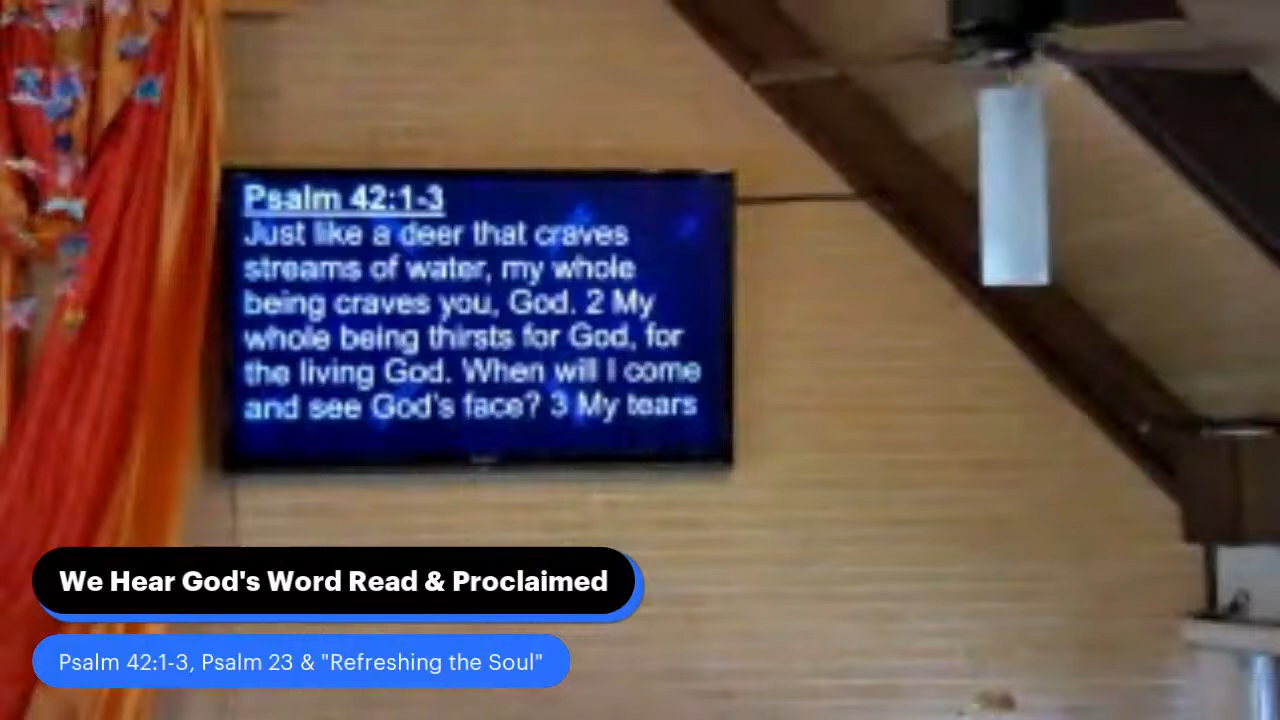 Psalm 42:1-3
Just like a deer that craves
streams of water, my whole
being craves you, God. 2 My
whole being thirsts for God, for
the living God. When will I come
and see God's face? 3 My tears
We Hear God's Word Read & Proclaimed
Psalm 42:1-3, Psalm 23 & "Refreshing the Soul"